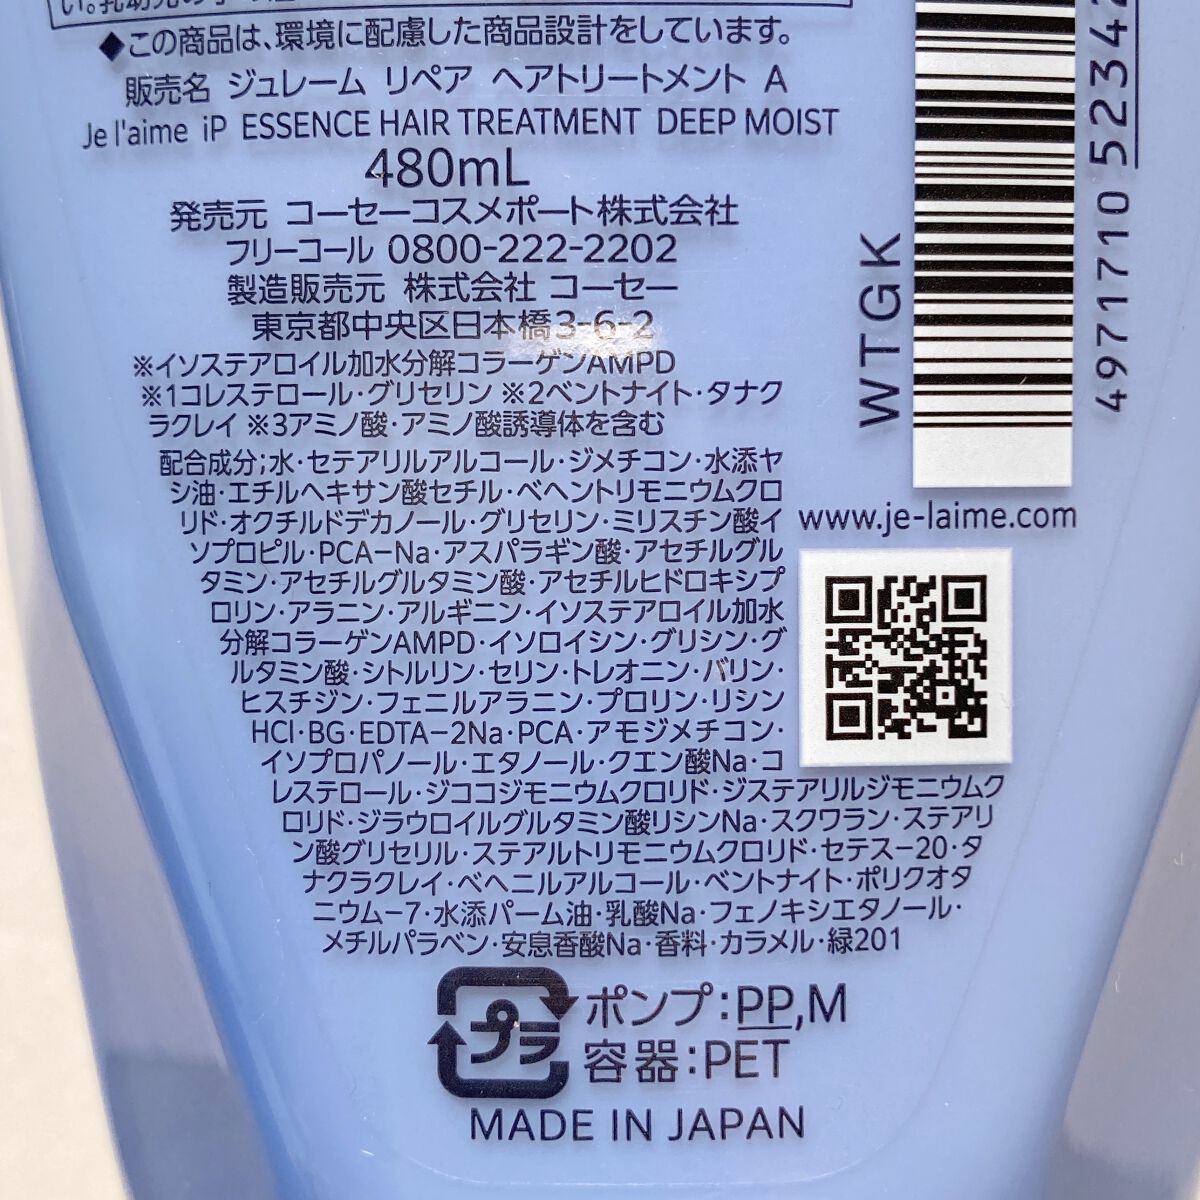 ◆この商品は、環境に配慮した商品設計をしています。
販売名 ジュレーム リペア ヘアトリートメント A
Je l'aime iP ESSENCE HAIR TREATMENT DEEP MOIST
480mL
発売元 コーセーコスメポート株式会社
フリーコール 0800-222-2202
製造販売元 株式会社 コーセー
東京都中央区日本橋3-6-2
※イソステアロイル加水分解コラーゲンAMPD
※1コレステロール・グリセリン ※2ベントナイト・タナク
ラクレイ ※3アミノ酸・アミノ酸誘導体を含む
配合成分;水・セテアリルアルコール・ジメチコン・水添ヤ
シ油・エチルヘキサン酸セチル・ベヘントリモニウムクロ
リド・オクチルドデカノール・グリセリン・ミリスチン酸イ
ソプロピル・PCA-Na・アスパラギン酸・アセチルグル
タミン・アセチルグルタミン酸・アセチルヒドロキシプ
ロリン・アラニン・アルギニン・イソステアロイル加水
分解コラーゲンAMPD・イソロイシン・グリシン・グ
ルタミン酸・シトルリン・セリン・トレオニン・バリン・
ヒスチジン・フェニルアラニン・プロリン・リシン
HCl・BG・EDTA-2Na・PCA・アモジメチコン・
イソプロパノール・エタノール・クエン酸Na・コ
レステロール・ジココジモニウムクロリド・ジステアリルジモニウムク
ロリド・ジラウロイルグルタミン酸リシンNa・スクワラン・ステアリ
ン酸グリセリル・ステアルトリモニウムクロリド・セテス-20・タ
ナクラクレイ・ベヘニルアルコール・ベントナイト・ポリクオタ
ニウム-7・水添パーム油・乳酸Na・フェノキシエタノール・
メチルパラベン・安息香酸Na・香料・カラメル・緑201
プラ
ポンプ:PP,M
容器:PET
MADE IN JAPAN
WTGK
4971710 52342
www.je-laime.com